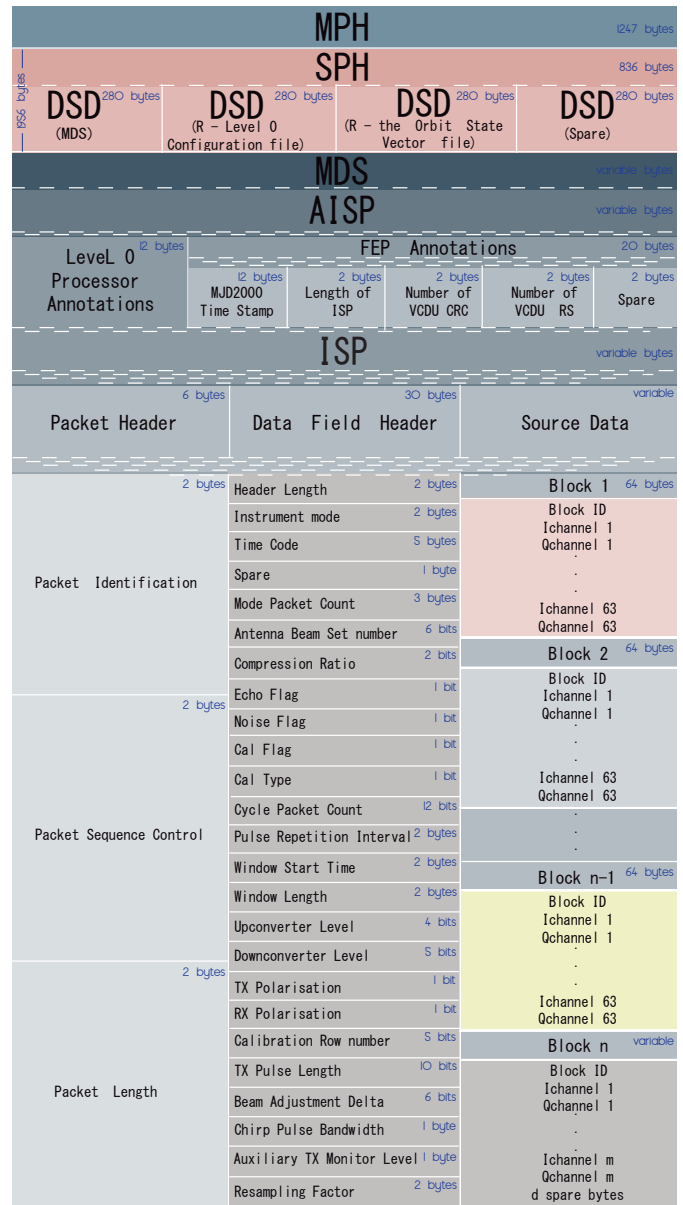 MPH
1247 bytes
SPH
836 bytes
1956 bytes
DSD 280 bytes
(MDS)
DSD 280 bytes
(R - Level 0
Configuration file)
DSD 280 bytes
(R - the Orbit State
Vector file)
DSD 280 bytes
(Spare)
MDS
variable bytes
AISP
variable bytes
12 bytes
LeveL 0
Processor
Annotations
FEP Annotations
20 bytes
12 bytes
MJD2000
Time Stamp
2 bytes
Length of
ISP
2 bytes
Number of
VCDU CRC
2 bytes
Number of
VCDU RS
2 bytes
Spare
ISP
variable bytes
6 bytes
Packet Header
30 bytes
Data Field Header
variable
Source Data
2 bytes
Packet Identification
2 bytes
Packet Sequence Control
2 bytes
Packet Length
Header Length 2 bytes
Instrument mode 2 bytes
Time Code 5 bytes
Spare 1 byte
Mode Packet Count 3 bytes
Antenna Beam Set number 6 bits
Compression Ratio 2 bits
Echo Flag 1 bit
Noise Flag 1 bit
Cal Flag 1 bit
Cal Type 1 bit
Cycle Packet Count 12 bits
Pulse Repetition Interval 2 bytes
Window Start Time 2 bytes
Window Length 2 bytes
Upconverter Level 4 bits
Downconverter Level 5 bits
TX Polarisation 1 bit
RX Polarisation 1 bit
Calibration Row number 5 bits
TX Pulse Length 10 bits
Beam Adjustment Delta 6 bits
Chirp Pulse Bandwidth 1 byte
Auxiliary TX Monitor Level 1 byte
Resampling Factor 2 bytes
Block 1 64 bytes
Block ID
Ichannel 1
Qchannel 1
.
.
.
Ichannel 63
Qchannel 63
Block 2 64 bytes
Block ID
Ichannel 1
Qchannel 1
.
.
.
Ichannel 63
Qchannel 63
.
.
.
Block n-1 64 bytes
Block ID
Ichannel 1
Qchannel 1
.
.
.
Ichannel 63
Qchannel 63
Block n variable
Block ID
Ichannel 1
Qchannel 1
.
.
.
Ichannel m
Qchannel m
d spare bytes